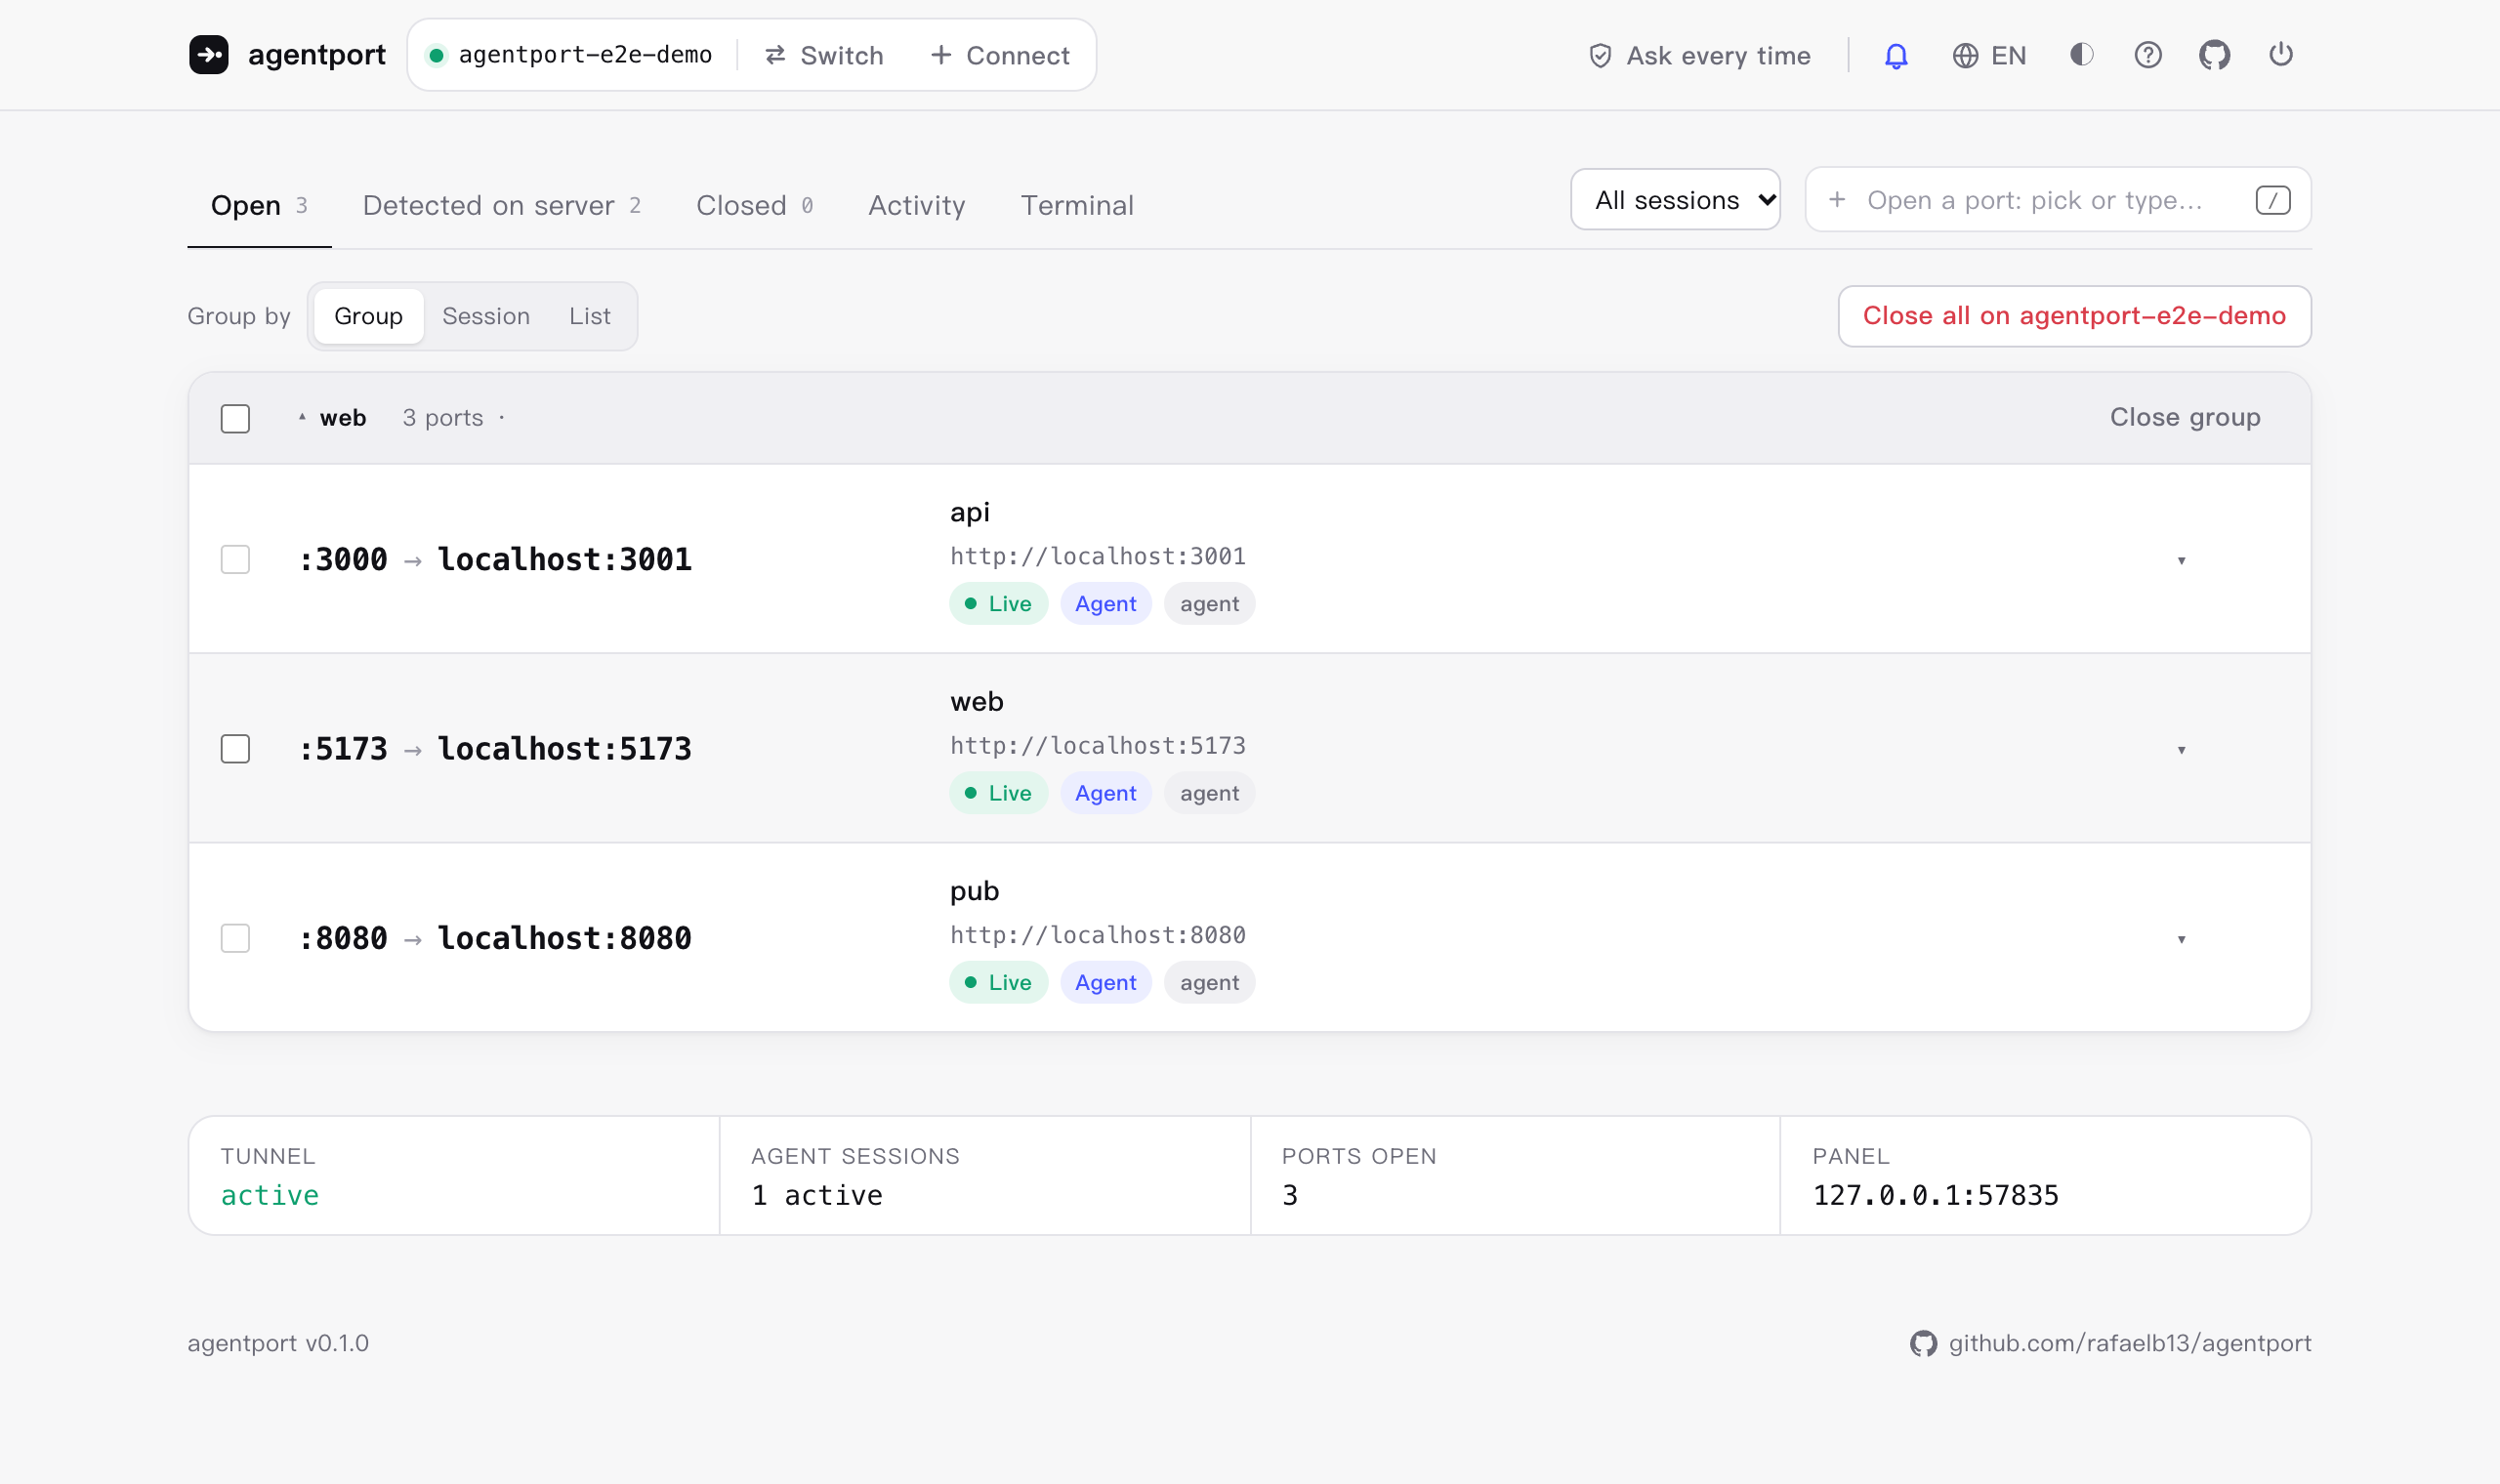 agentport
agentport-e2e-demo
Switch
+ Connect
Ask every time
EN
Open 3
Detected on server 2
Closed 0
Activity
Terminal
All sessions
+ Open a port: pick or type...
/
Group by
Group
Session
List
Close all on agentport-e2e-demo
web 3 ports ·
Close group
:3000 → localhost:3001
api
http://localhost:3001
Live
Agent
agent
:5173 → localhost:5173
web
http://localhost:5173
Live
Agent
agent
:8080 → localhost:8080
pub
http://localhost:8080
Live
Agent
agent
TUNNEL
active
AGENT SESSIONS
1 active
PORTS OPEN
3
PANEL
127.0.0.1:57835
agentport v0.1.0
github.com/rafaelb13/agentport